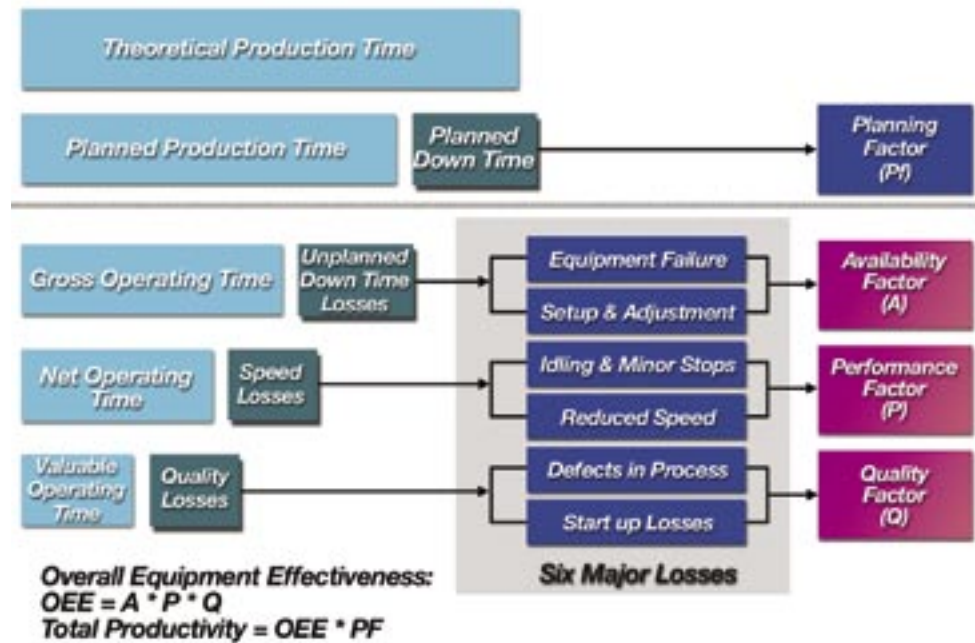 Theoretical Production Time
Planned Production Time
Planned
Down Time
Planning
Factor
(Pf)
Gross Operating Time
Unplanned
Down Time
Losses
Equipment Failure
Setup & Adjustment
Availability
Factor
(A)
Net Operating
Time
Speed
Losses
Idling & Minor Stops
Reduced Speed
Performance
Factor
(P)
Valuable
Operating
Time
Quality
Losses
Defects in Process
Start up Losses
Quality
Factor
(Q)
Six Major Losses
Overall Equipment Effectiveness:
OEE = A * P * Q
Total Productivity = OEE * PF